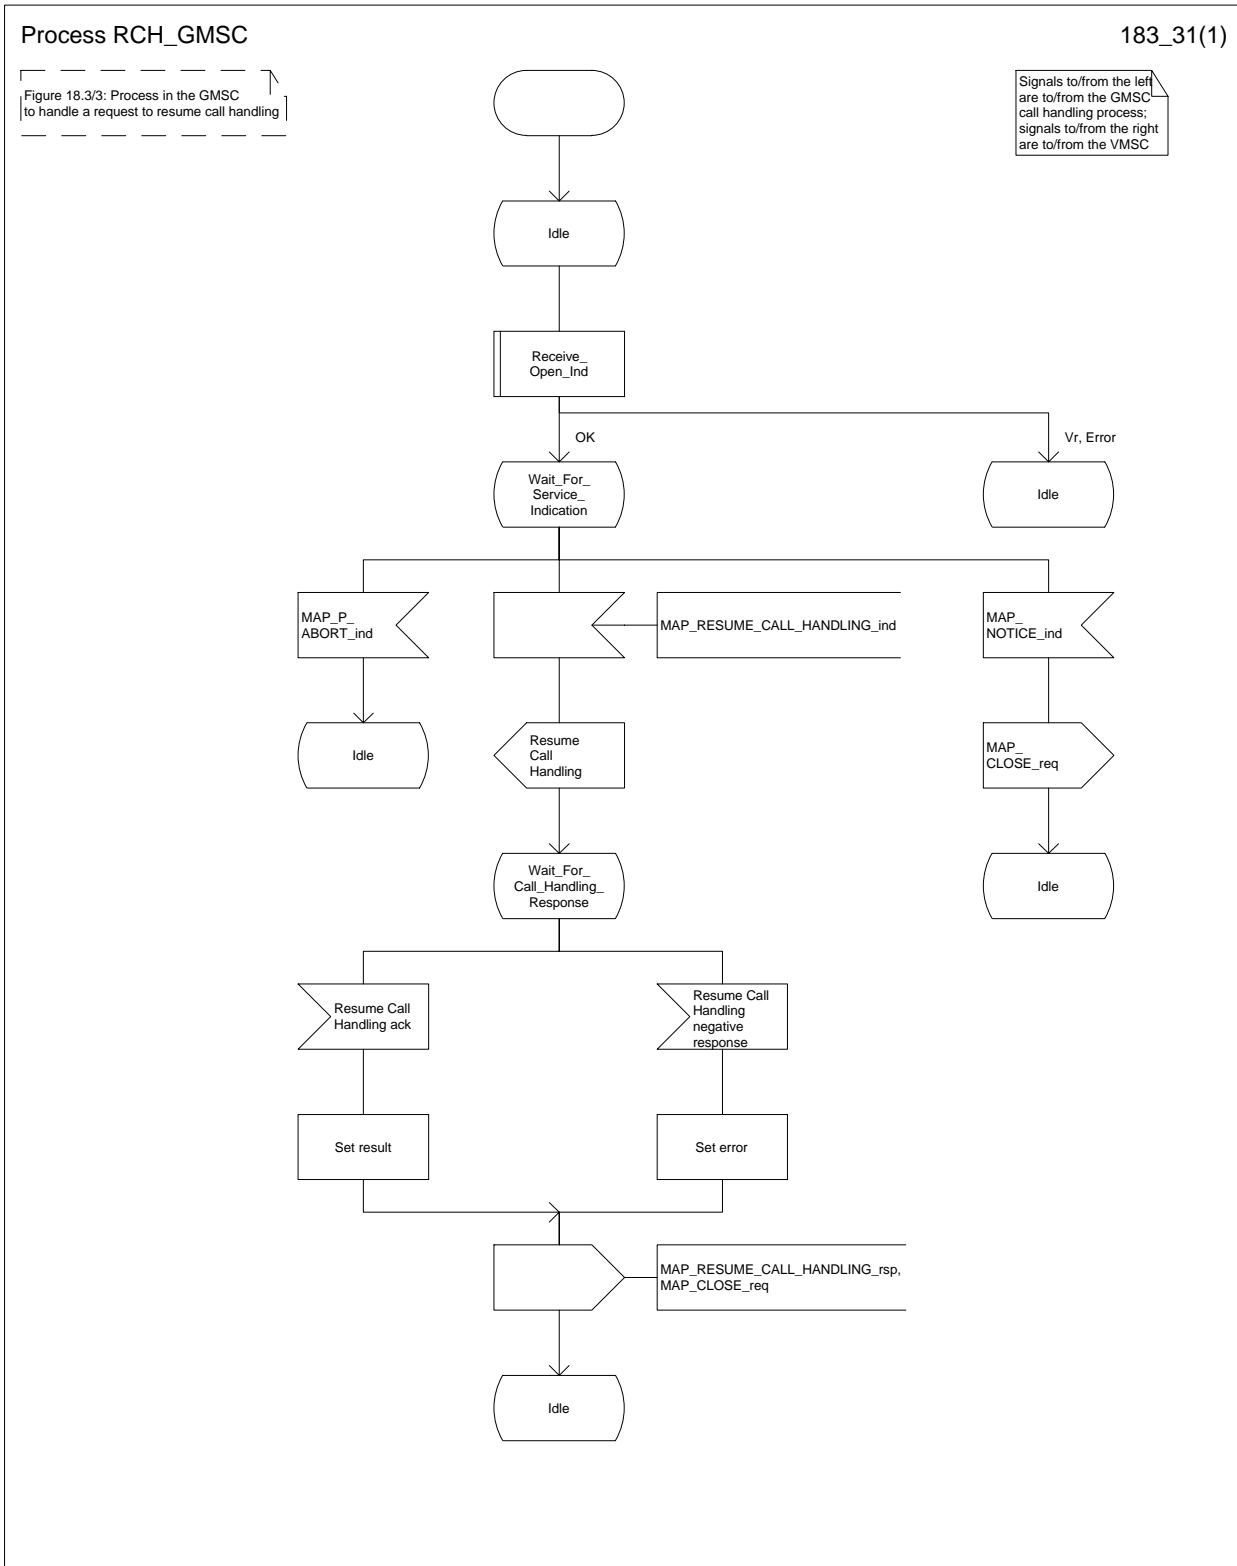 Process RCH_GMSC
183_31(1)
Figure 18.3/3: Process in the GMSC
to handle a request to resume call handling
Signals to/from the left
are to/from the GMSC
call handling process;
signals to/from the right
are to/from the VMSC
Idle
Receive_
Open_Ind
OK
Vr, Error
Wait_For_
Service_
Indication
Idle
MAP_P_
ABORT_ind
MAP_RESUME_CALL_HANDLING_ind
MAP_
NOTICE_ind
Idle
Resume
Call
Handling
MAP_
CLOSE_req
Wait_For_
Call_Handling_
Response
Idle
Resume Call
Handling ack
Resume Call
Handling
negative
response
Set result
Set error
MAP_RESUME_CALL_HANDLING_rsp,
MAP_CLOSE_req
Idle